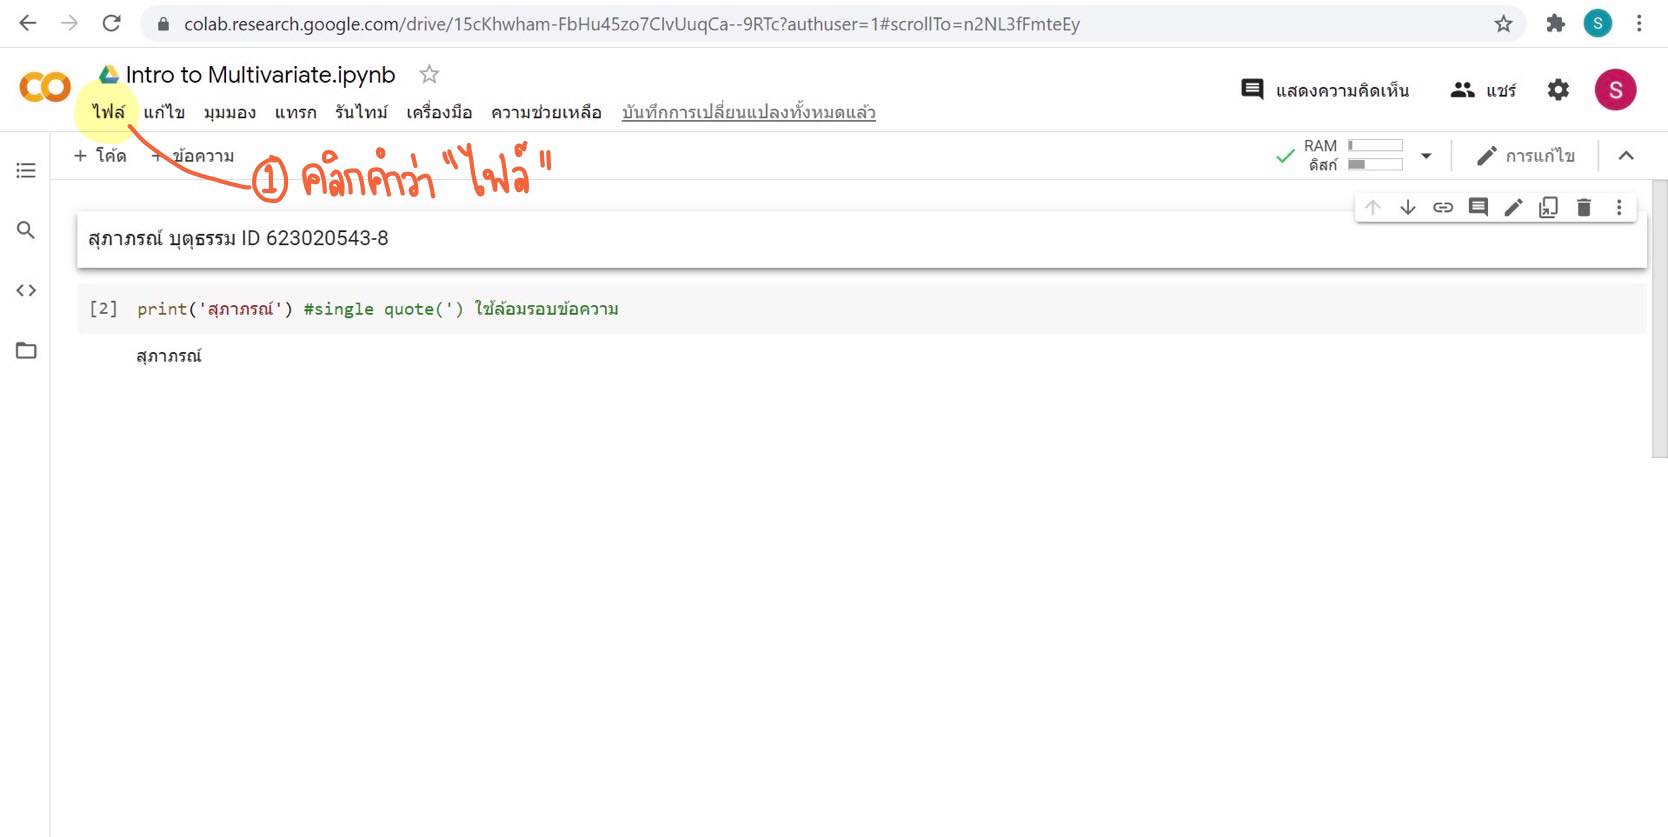 colab.research.google.com/drive/15cKhwham-FbHu45zo7CIvUuqCa--9RTc?authuser=1#scrollTo=n2NL3fFmteEy
S
Intro to Multivariate.ipynb
แสดงความคิดเห็น แชร์ S
ไฟล์ แก้ไข มุมมอง แทรก รันไทม์ เครื่องมือ ความช่วยเหลือ บันทึกการเปลี่ยนแปลงทั้งหมดแล้ว
+ โค้ด + ข้อความ
RAM
ดิสก์
การแก้ไข
① คลิกคำว่า "ไฟล์"
สุภาภรณ์ บุตุธรรม ID 623020543-8
[2] print('สุภาภรณ์') #single quote(') ใช้ล้อมรอบข้อความ
สุภาภรณ์